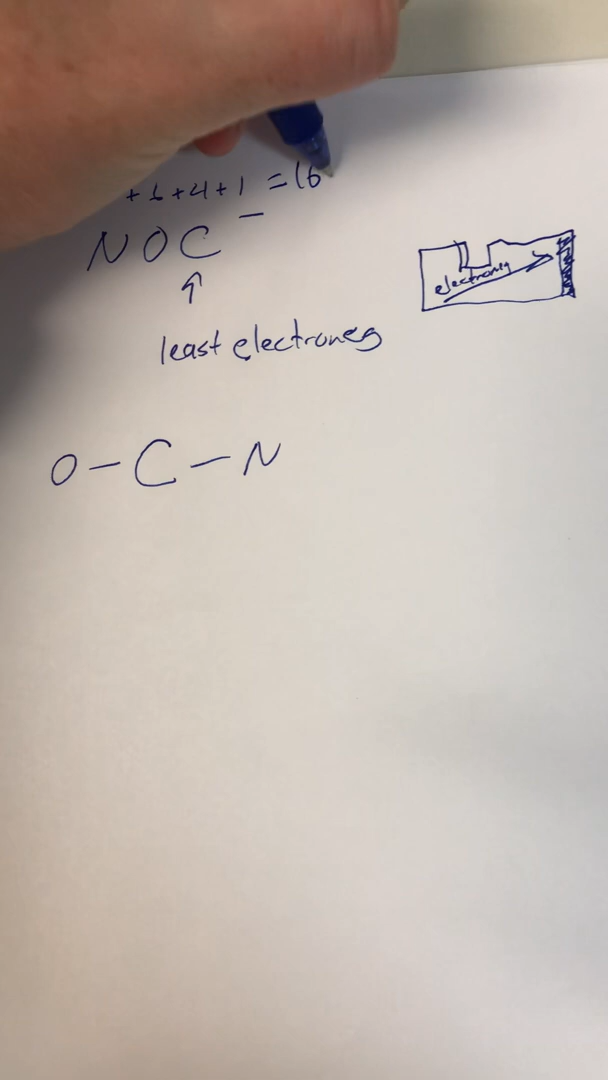 + 6 + 4 + 1 = 16
NOC⁻
↑
electroneg
least electroneg
O – C – N